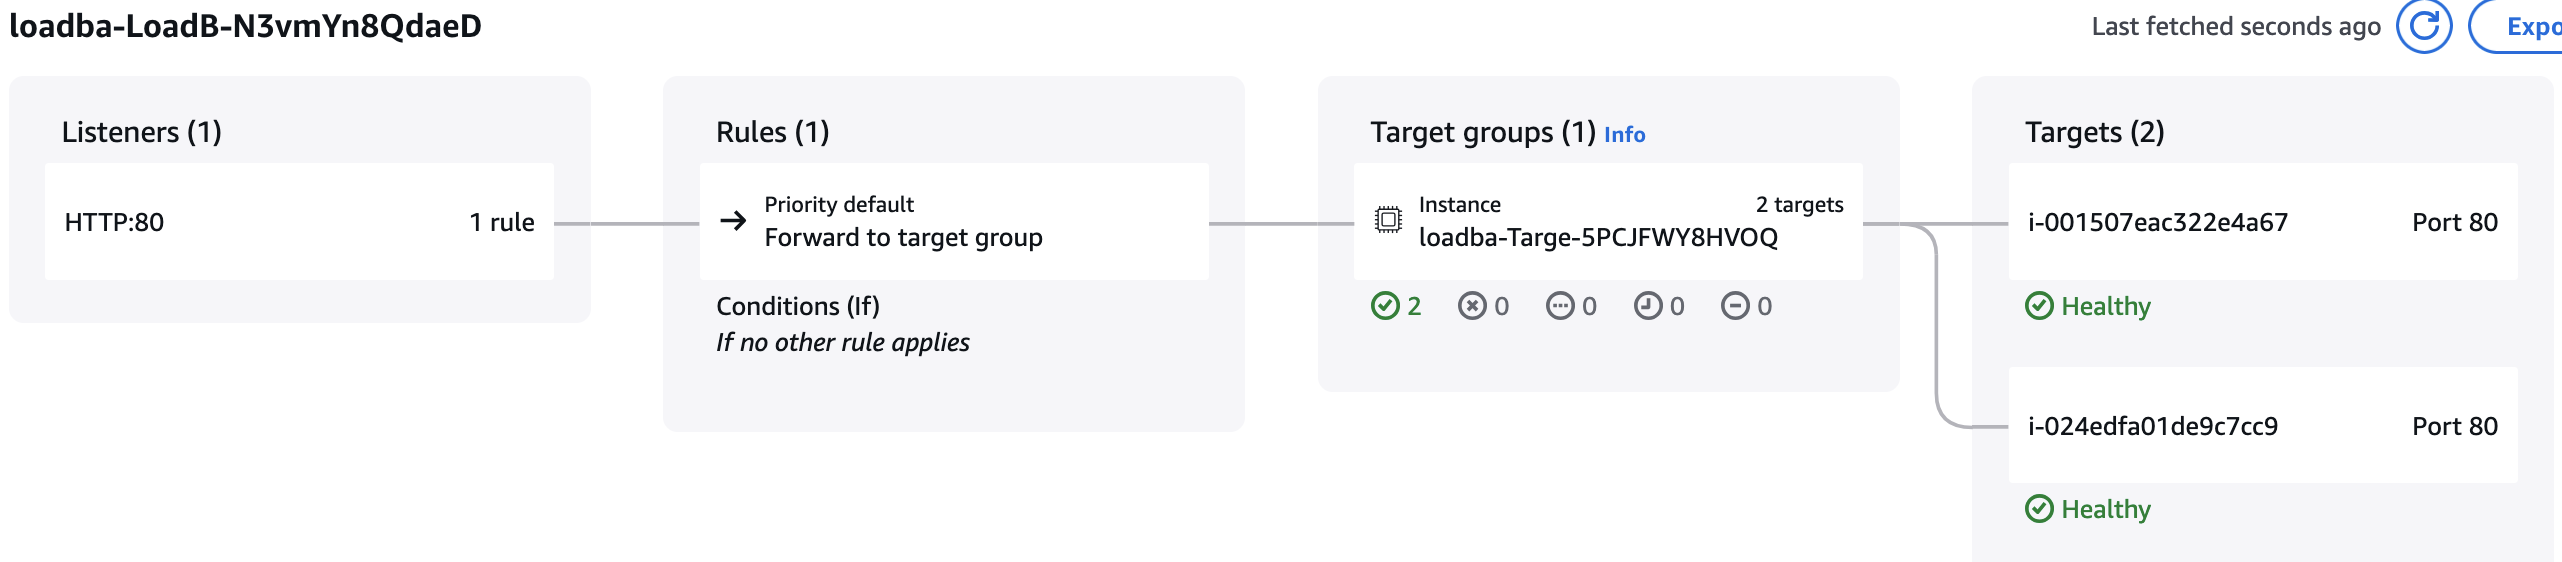 loadba-LoadB-N3vmYn8QdaeD
Last fetched seconds ago
Expo
Listeners (1)
HTTP:80 1 rule
Rules (1)
Priority default
Forward to target group
Conditions (If)
If no other rule applies
Target groups (1) Info
Instance 2 targets
loadba-Targe-5PCJFWY8HVOQ
2 0 0 0 0
Targets (2)
i-001507eac322e4a67 Port 80
Healthy
i-024edfa01de9c7cc9 Port 80
Healthy